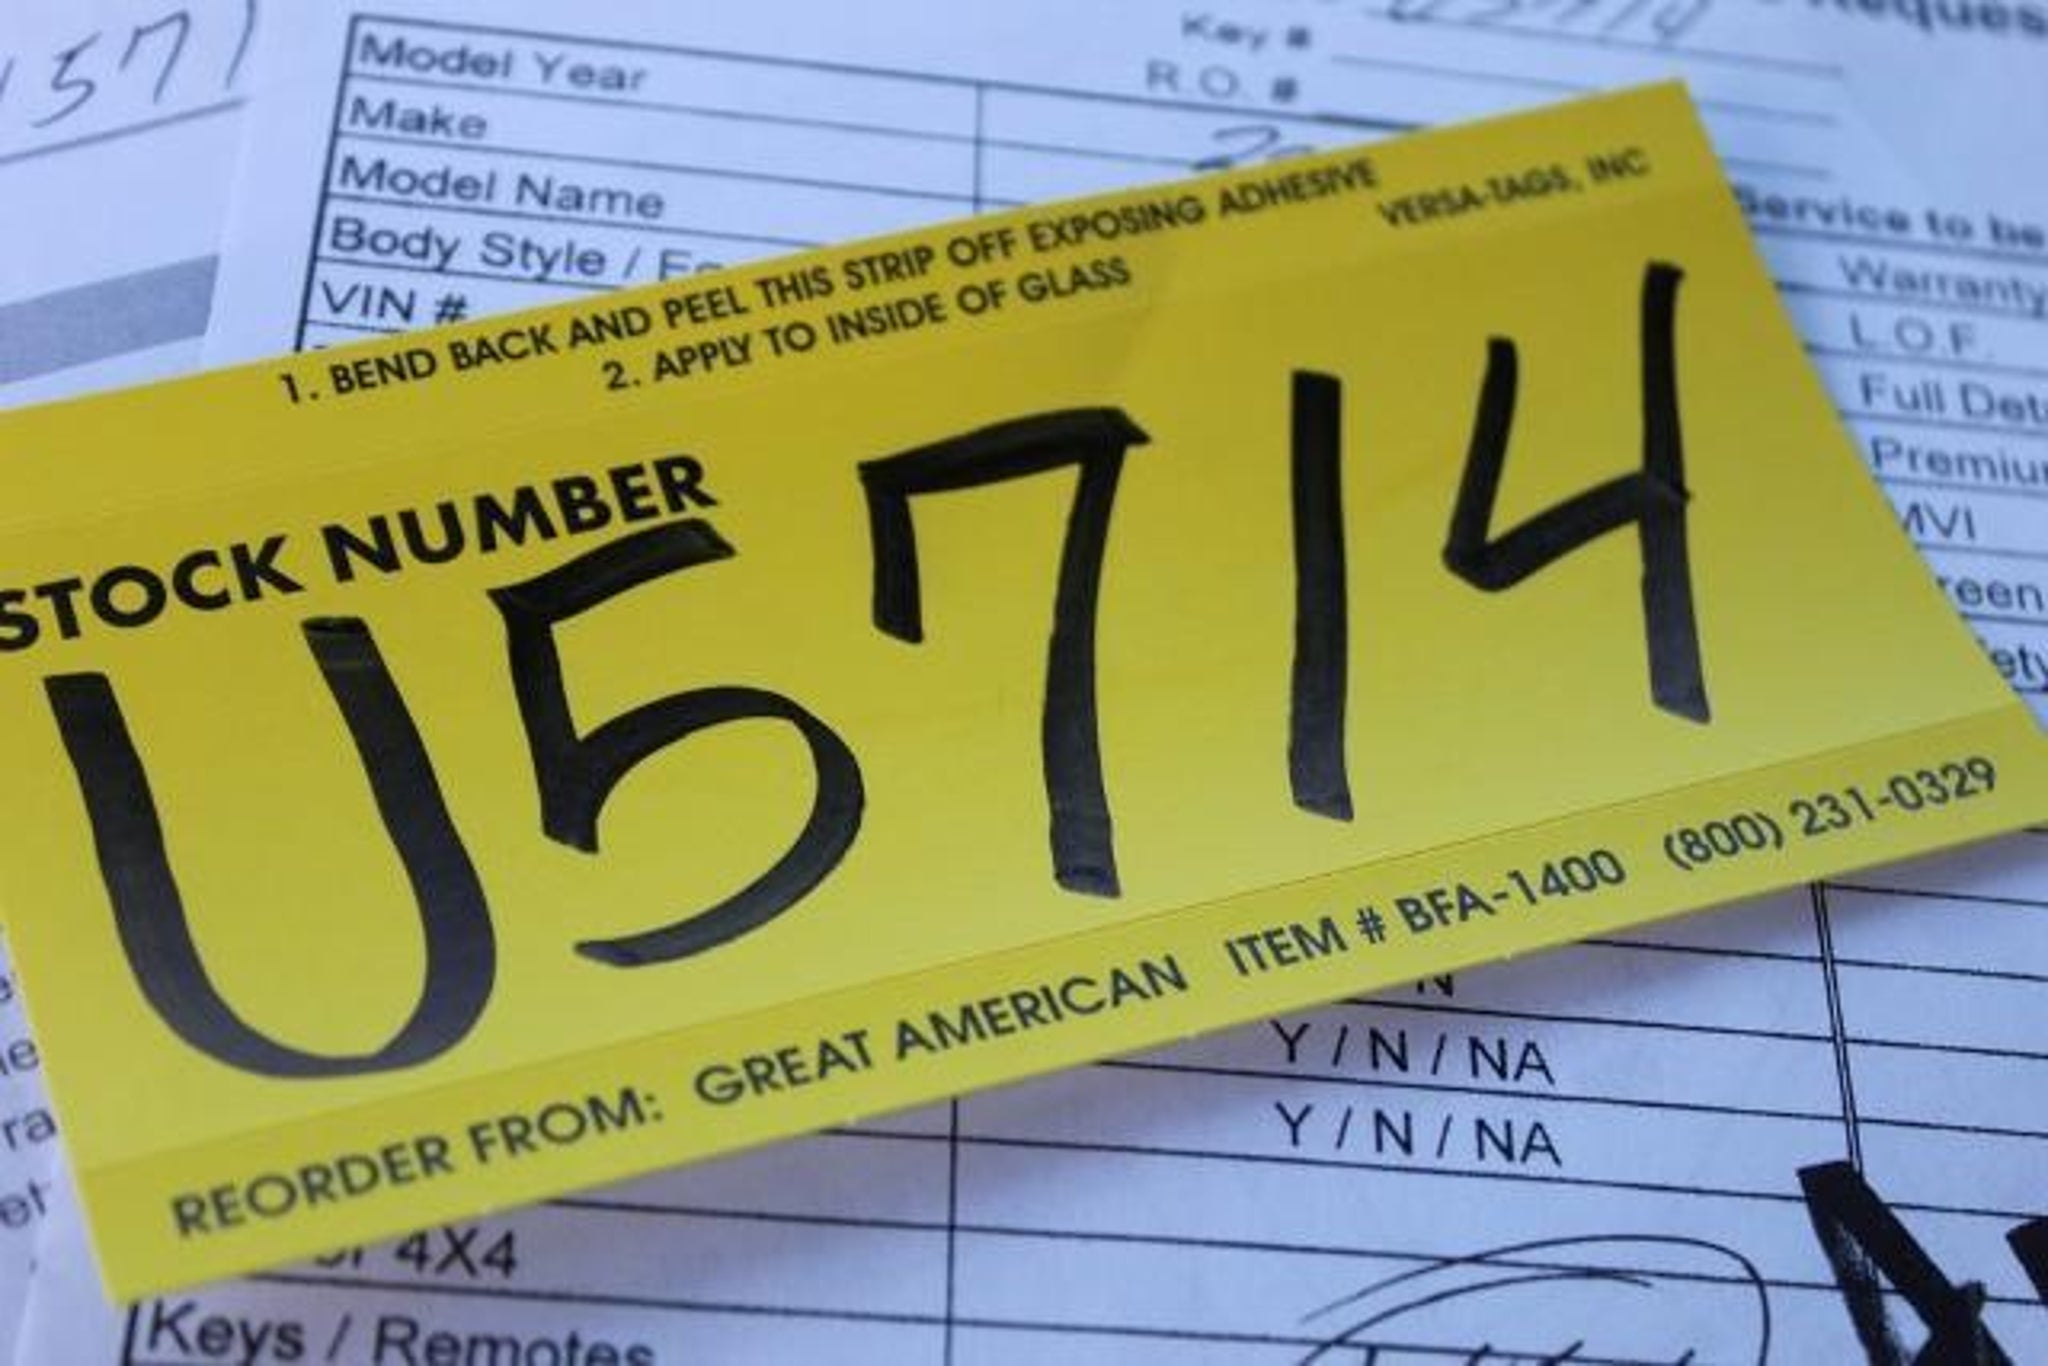 571
Model Year
Make
Model Name
Body Style /
VIN #
Key #
R.O. #
Service to be
Warranty
L.O.F.
Full
MVI
1. BEND BACK AND PEEL THIS STRIP OFF EXPOSING ADHESIVE
VERSA-TAGS, INC
2. APPLY TO INSIDE OF GLASS
STOCK NUMBER
U5714
REORDER FROM: GREAT AMERICAN ITEM # BFA-1400 (800) 231-0329
N
Y / N / NA
Y / N / NA
4X4
Keys / Remotes